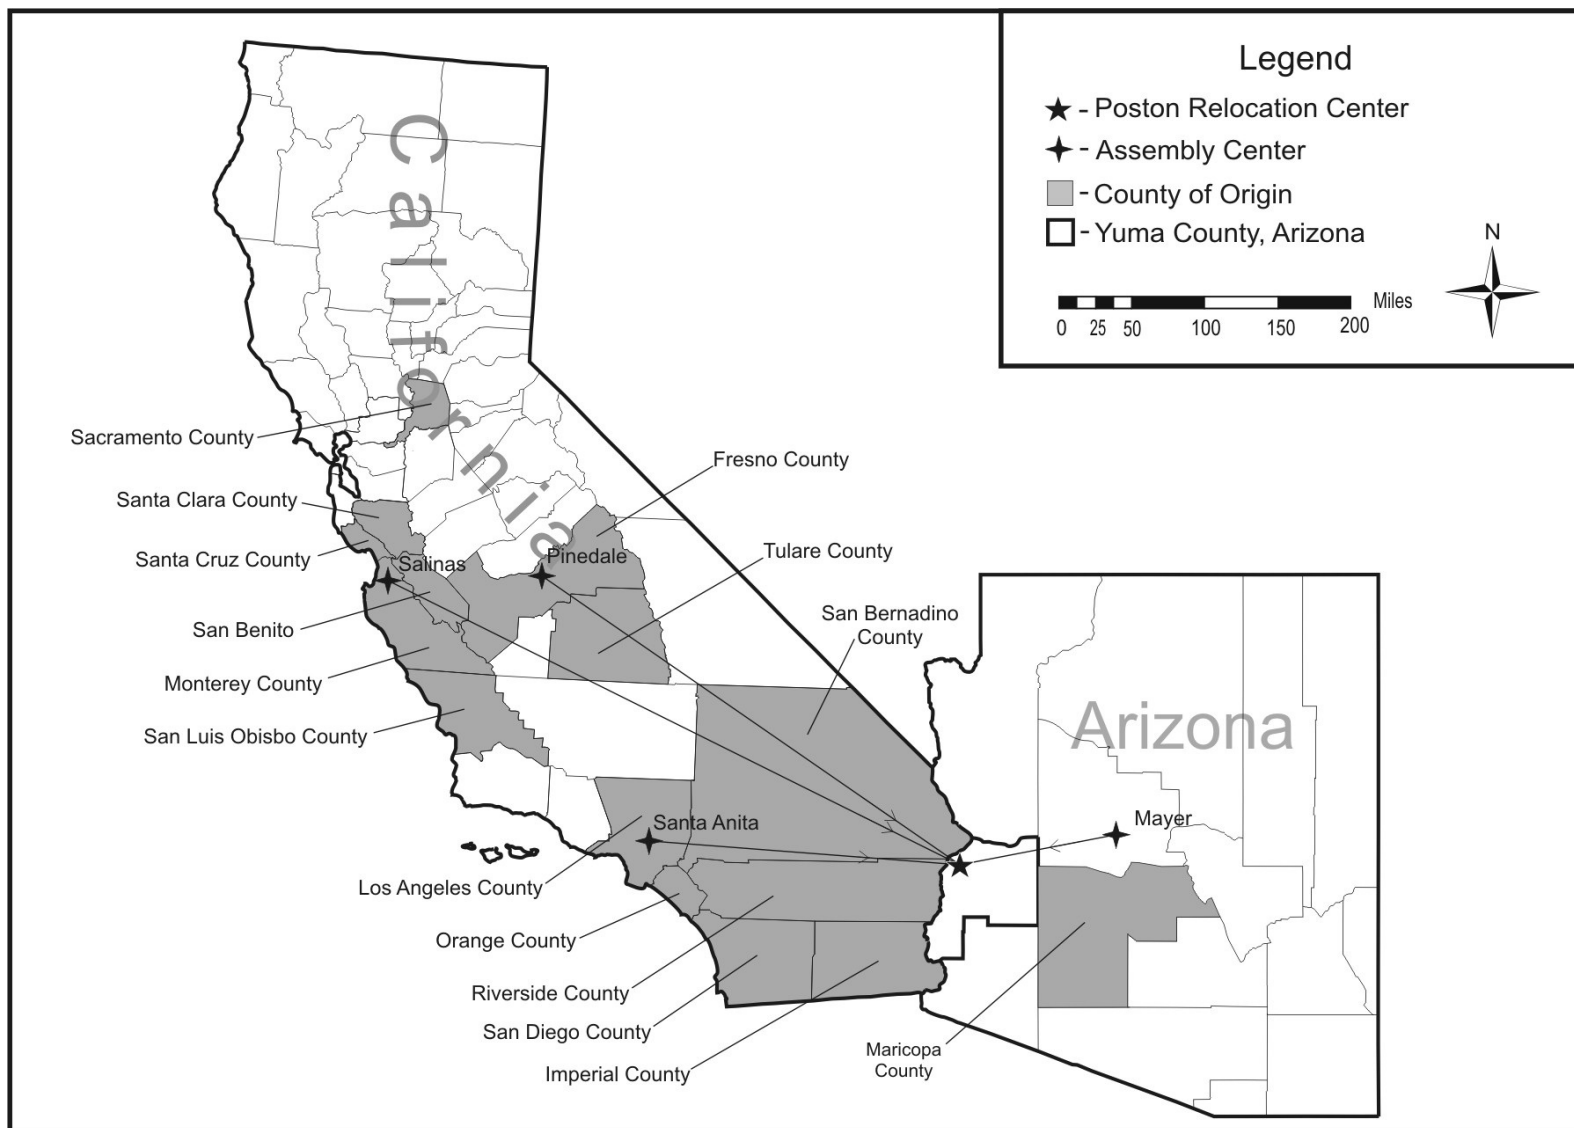 Legend
- Poston Relocation Center
- Assembly Center
- County of Origin
- Yuma County, Arizona
N
Miles
0 25 50 100 150 200
California
Sacramento County
Fresno County
Santa Clara County
Tulare County
Santa Cruz County
Salinas
Pinedale
San Benito
San Bernadino
County
Monterey County
San Luis Obisbo County
Arizona
Santa Anita
Mayer
Los Angeles County
Orange County
Riverside County
San Diego County
Imperial County
Maricopa
County